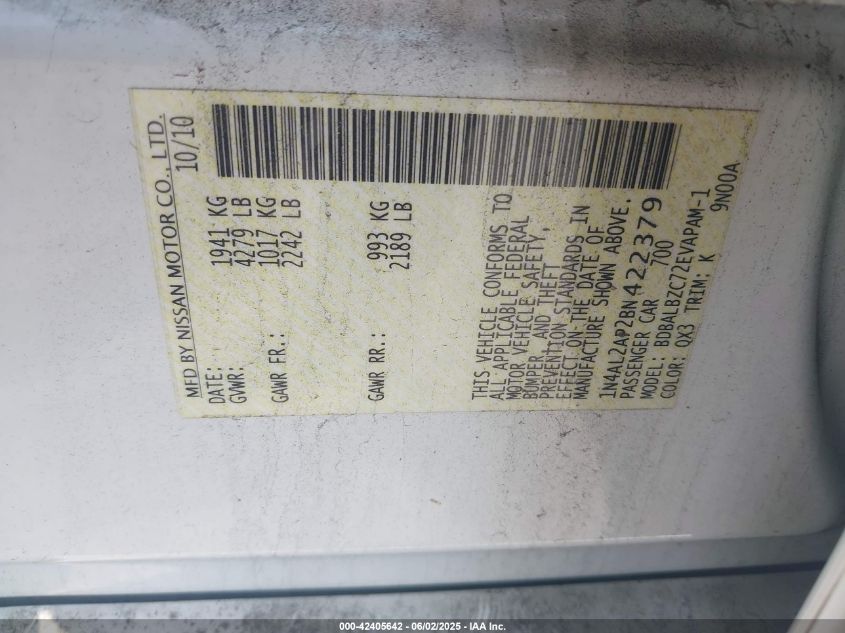 MFD BY NISSAN MOTOR CO., LTD.
DATE: 10/10
GVWR: 1941 KG
4279 LB
GAWR FR.: 1017 KG
2242 LB
GAWR RR.: 993 KG
2189 LB
THIS VEHICLE CONFORMS TO
ALL APPLICABLE FEDERAL
MOTOR VEHICLE SAFETY,
BUMPER, AND THEFT
PREVENTION STANDARDS IN
EFFECT ON THE DATE OF
MANUFACTURE SHOWN ABOVE.
1N4AL2AP2BN422379
PASSENGER CAR 700
MODEL: BDBALBZC72EVAPAM-1
COLOR: QX3 TRIM: K 9N00A
000-42405642 - 06/02/2025 - IAA Inc.